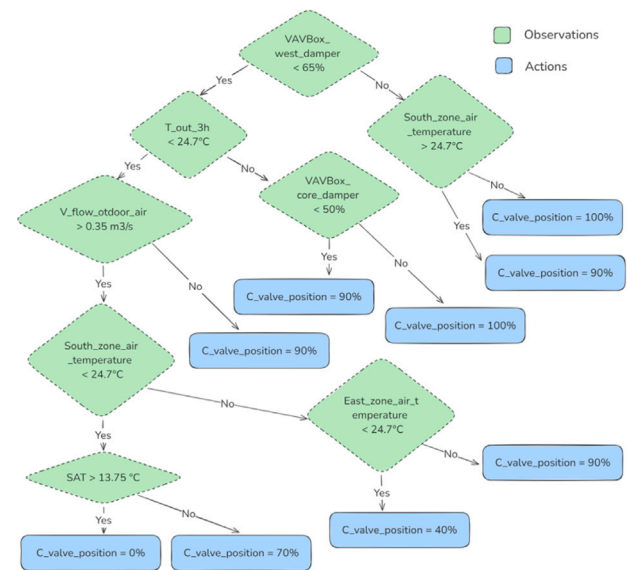 VAVBox_
west_damper
< 65%
Observations
Actions
Yes
No
T_out_3h
< 24.7°C
South_zone_air
_temperature
> 24.7°C
Yes
No
No
Yes
VAVBox_
core_damper
< 50%
C_valve_position = 100%
V_flow_otdoor_air
> 0.35 m3/s
C_valve_position = 90%
Yes
No
Yes
No
C_valve_position = 90%
C_valve_position = 100%
C_valve_position = 90%
South_zone_air
_temperature
< 24.7°C
No
Yes
East_zone_air_t
emperature
< 24.7°C
No
Yes
C_valve_position = 90%
SAT > 13.75 °C
Yes
No
C_valve_position = 40%
C_valve_position = 0%
C_valve_position = 70%